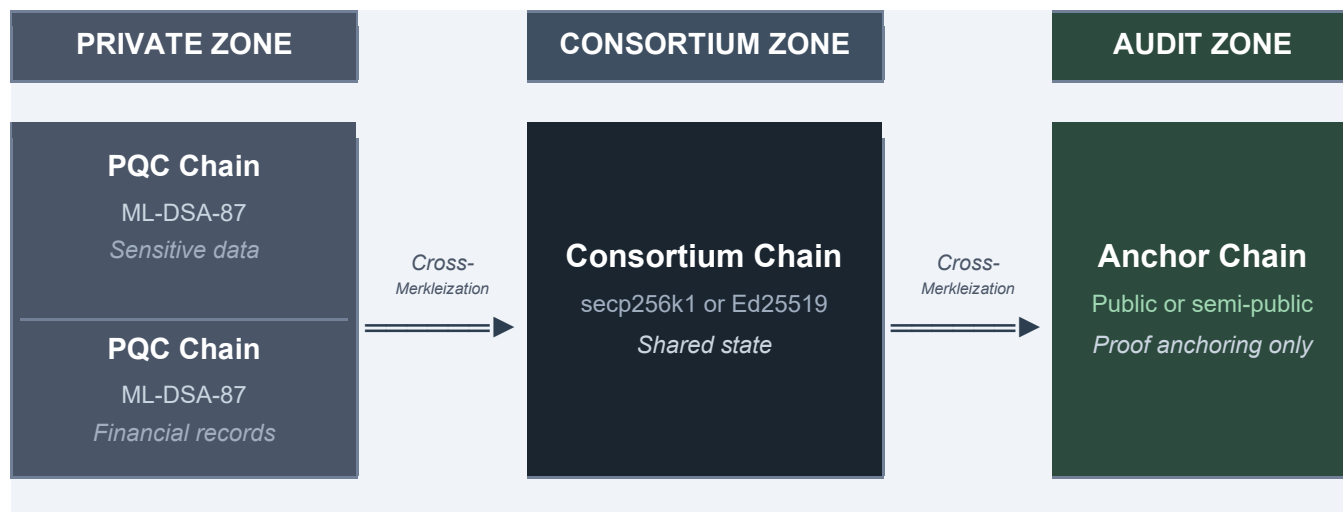 PRIVATE ZONE
CONSORTIUM ZONE
AUDIT ZONE
PQC Chain
ML-DSA-87
Sensitive data
PQC Chain
ML-DSA-87
Financial records
Cross-
Merkleization
Consortium Chain
secp256k1 or Ed25519
Shared state
Cross-
Merkleization
Anchor Chain
Public or semi-public
Proof anchoring only